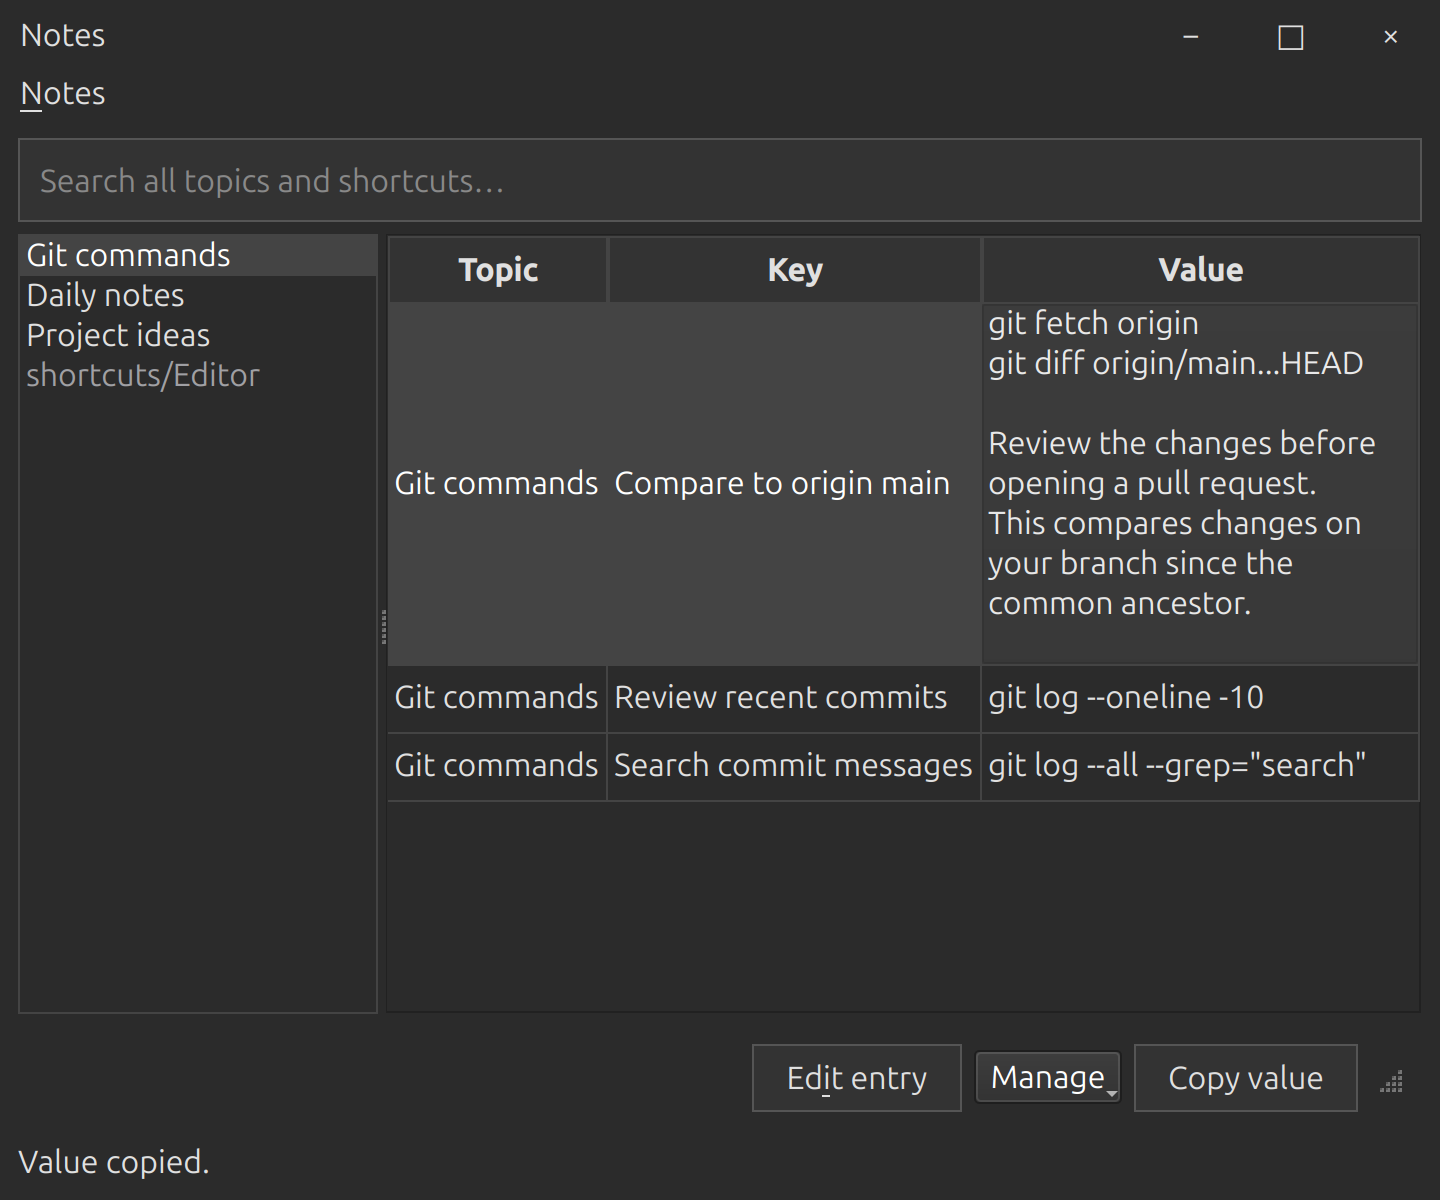 Notes
Notes
Search all topics and shortcuts…
Git commands
Daily notes
Project ideas
shortcuts/Editor
Topic Key Value
Git commands Compare to origin main
git fetch origin
git diff origin/main...HEAD
Review the changes before
opening a pull request.
This compares changes on
your branch since the
common ancestor.
Git commands Review recent commits git log --oneline -10
Git commands Search commit messages git log --all --grep="search"
Edit entry Manage Copy value
Value copied.